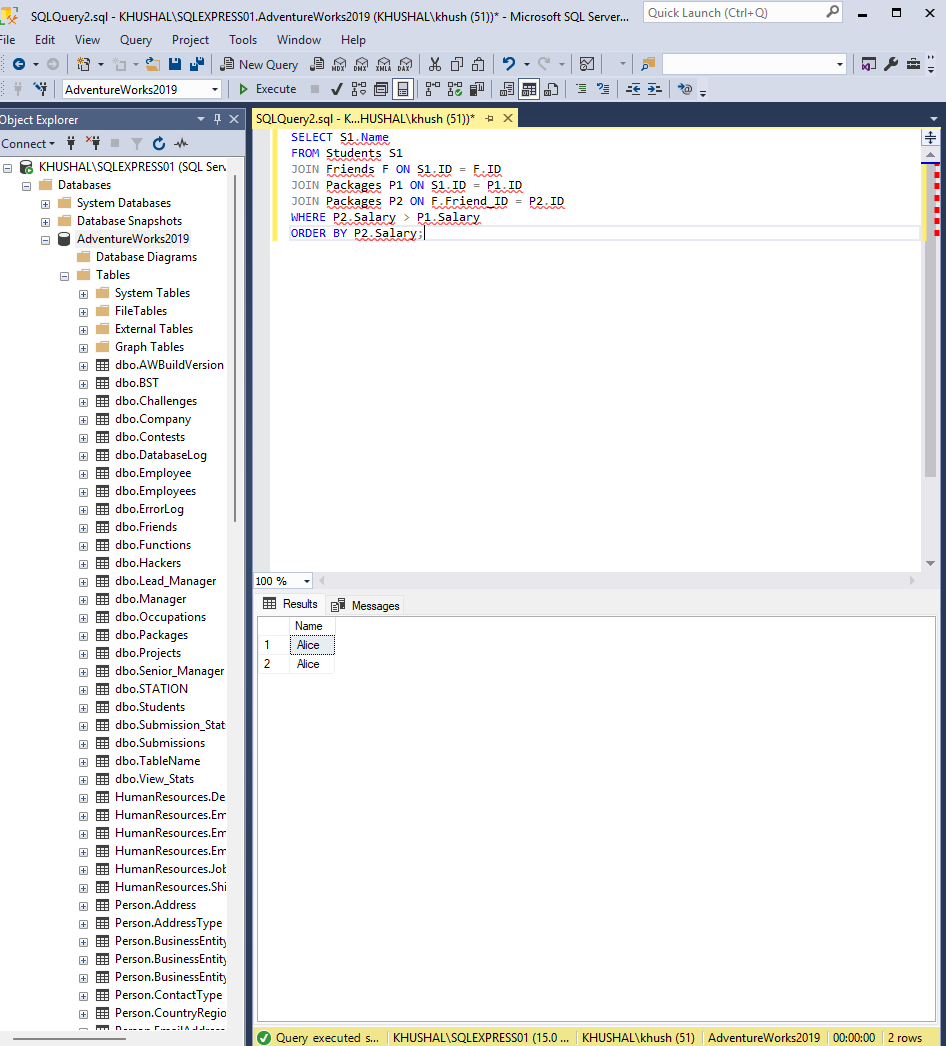 SQLQuery2.sql - KHUSHAL\SQLEXPRESS01.AdventureWorks2019 (KHUSHAL\khush (51))* - Microsoft SQL Server...
Quick Launch (Ctrl+Q)
File Edit View Query Project Tools Window Help
New Query MDX DMX XMLA DAX
AdventureWorks2019 Execute
Object Explorer
SQLQuery2.sql - K...HUSHAL\khush (51))*
Connect
KHUSHAL\SQLEXPRESS01 (SQL Serv
Databases
System Databases
Database Snapshots
AdventureWorks2019
Database Diagrams
Tables
System Tables
FileTables
External Tables
Graph Tables
dbo.AWBuildVersion
dbo.BST
dbo.Challenges
dbo.Company
dbo.Contests
dbo.DatabaseLog
dbo.Employee
dbo.Employees
dbo.ErrorLog
dbo.Friends
dbo.Functions
dbo.Hackers
dbo.Lead_Manager
dbo.Manager
dbo.Occupations
dbo.Packages
dbo.Projects
dbo.Senior_Manager
dbo.STATION
dbo.Students
dbo.Submission_Stat
dbo.Submissions
dbo.TableName
dbo.View_Stats
HumanResources.De
HumanResources.Em
HumanResources.Em
HumanResources.Em
HumanResources.Job
HumanResources.Shi
Person.Address
Person.AddressType
Person.BusinessEntity
Person.BusinessEntity
Person.BusinessEntity
Person.ContactType
Person.CountryRegio
Person.EmailAddress
SELECT S1.Name
FROM Students S1
JOIN Friends F ON S1.ID = F.ID
JOIN Packages P1 ON S1.ID = P1.ID
JOIN Packages P2 ON F.Friend_ID = P2.ID
WHERE P2.Salary > P1.Salary
ORDER BY P2.Salary;
100 %
Results Messages
Name
1 Alice
2 Alice
Query executed s... KHUSHAL\SQLEXPRESS01 (15.0 ... KHUSHAL\khush (51) AdventureWorks2019 00:00:00 2 rows